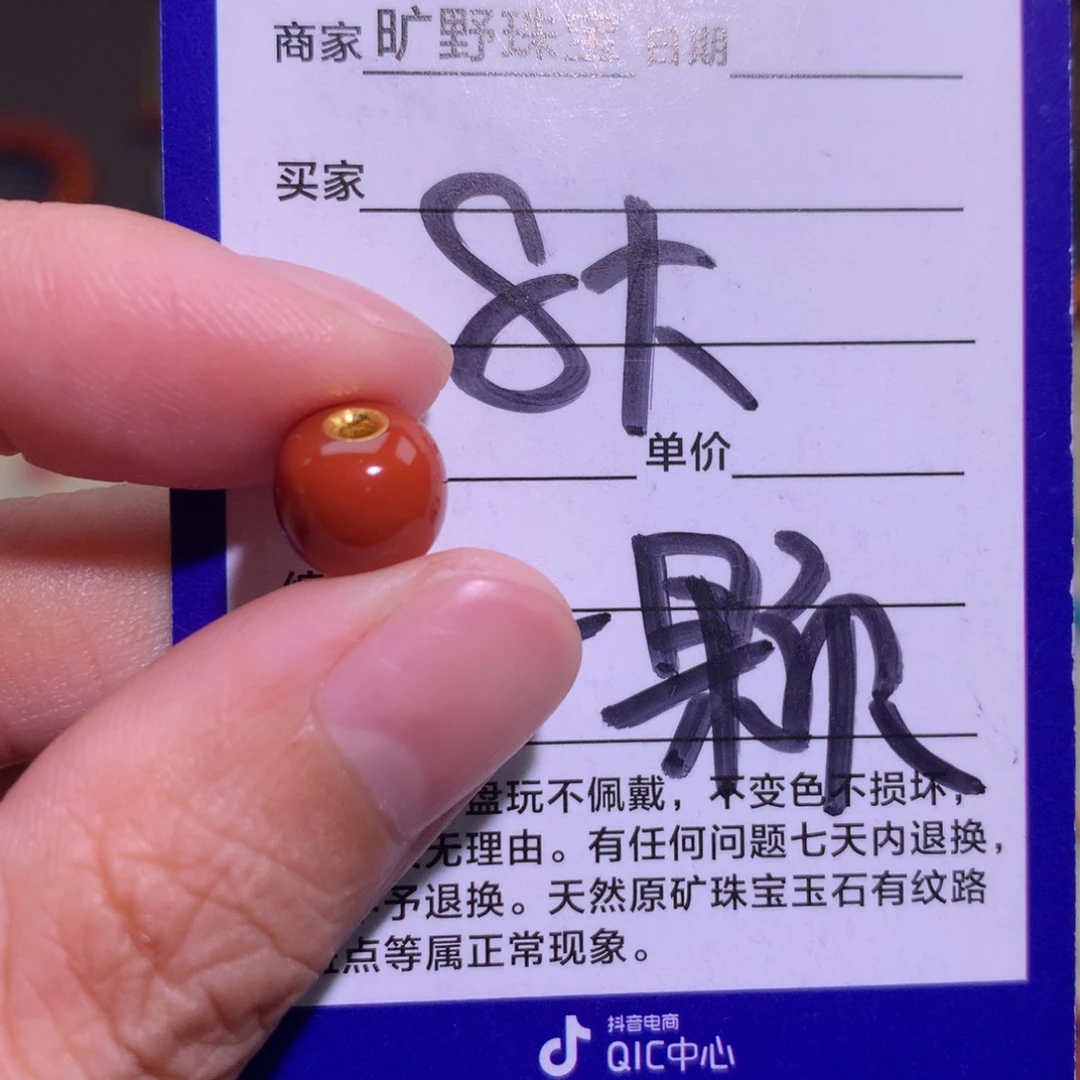 商家 旷野珠宝 日期
买家
8大
单价
一颗
盘玩不佩戴，不变色不损坏，
无理由。有任何问题七天内退换，
予退换。天然原矿珠宝玉石有纹路
点等属正常现象。
抖音电商
QIC中心